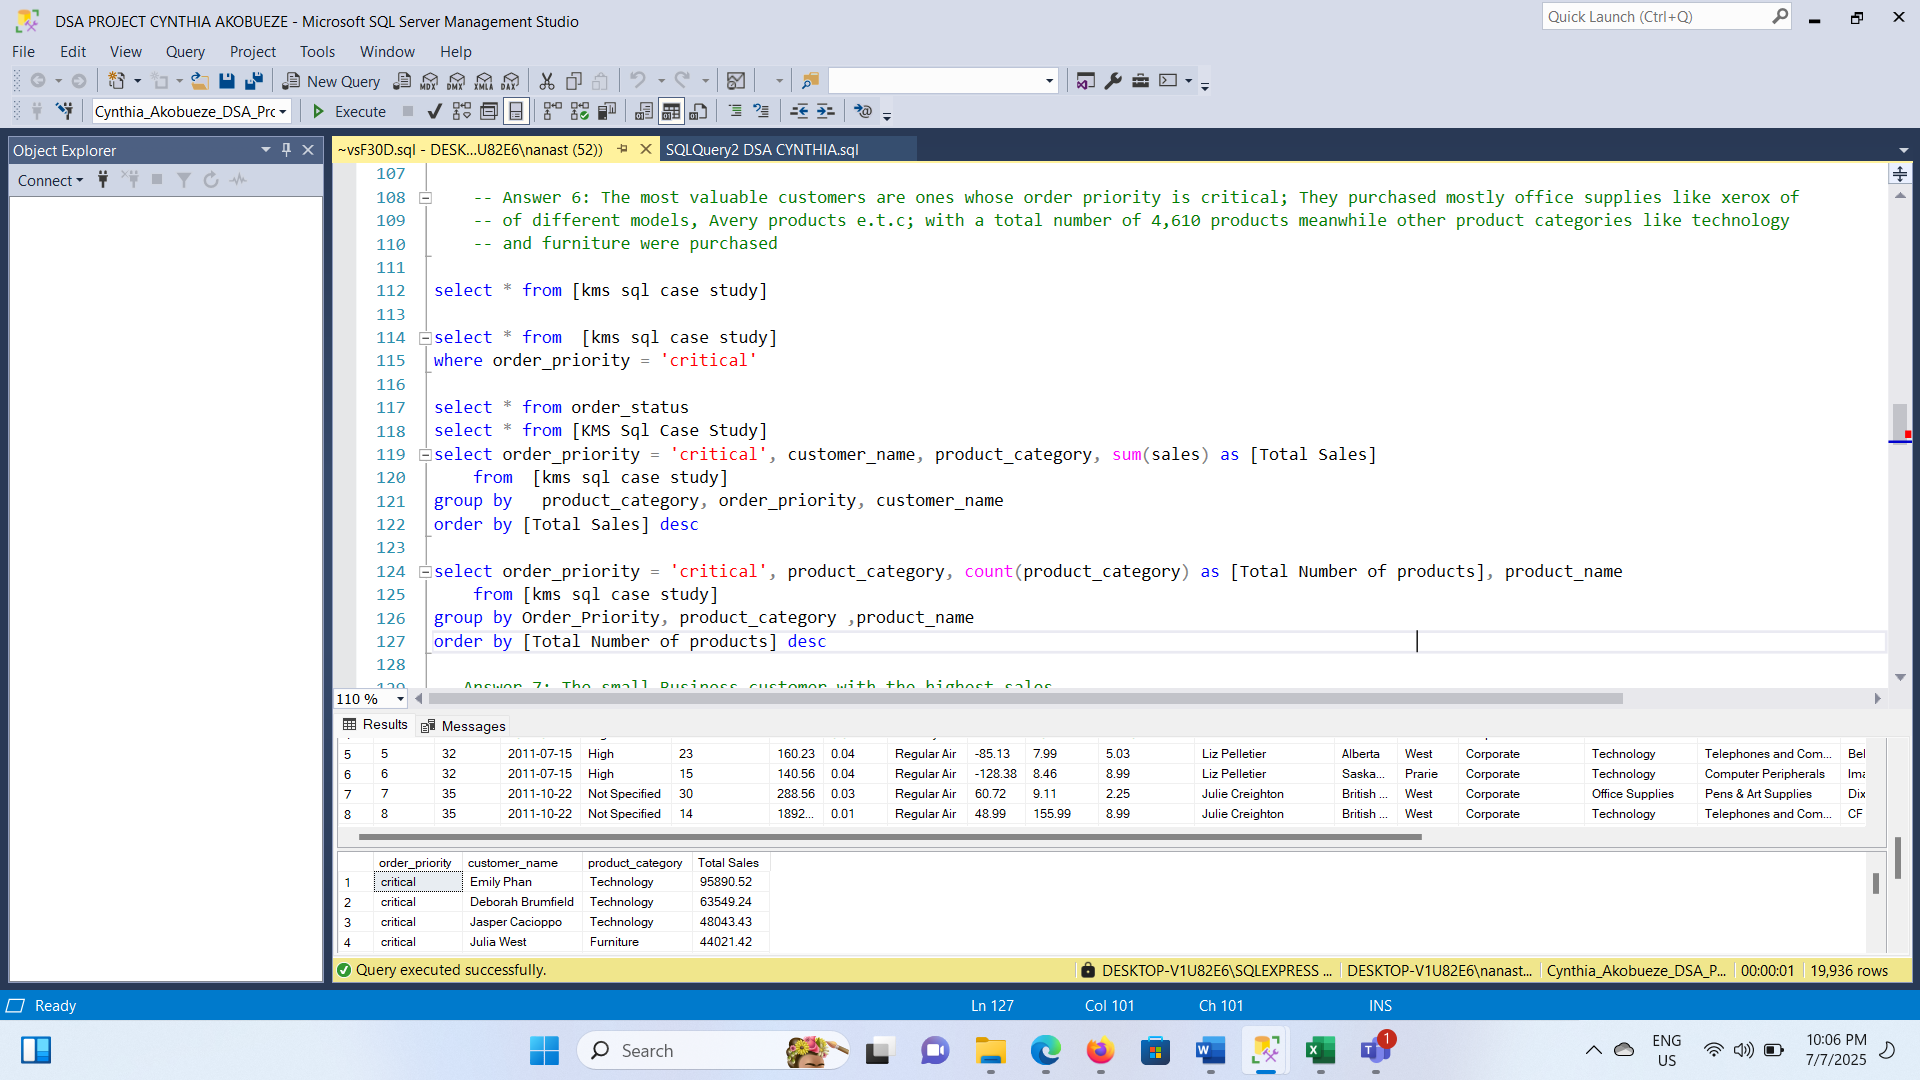 DSA PROJECT CYNTHIA AKOBUEZE - Microsoft SQL Server Management Studio
Quick Launch (Ctrl+Q)
File Edit View Query Project Tools Window Help
New Query MDX DMX XMLA DAX
Cynthia_Akobueze_DSA_Prc Execute
Object Explorer
Connect
~vsF30D.sql - DESK...U82E6\nanast (52)) SQLQuery2 DSA CYNTHIA.sql
107
108 -- Answer 6: The most valuable customers are ones whose order priority is critical; They purchased mostly office supplies like xerox of
109 -- of different models, Avery products e.t.c; with a total number of 4,610 products meanwhile other product categories like technology
110 -- and furniture were purchased
111
112 select * from [kms sql case study]
113
114 select * from  [kms sql case study]
115 where order_priority = 'critical'
116
117 select * from order_status
118 select * from [KMS Sql Case Study]
119 select order_priority = 'critical', customer_name, product_category, sum(sales) as [Total Sales]
120 from  [kms sql case study]
121 group by   product_category, order_priority, customer_name
122 order by [Total Sales] desc
123
124 select order_priority = 'critical', product_category, count(product_category) as [Total Number of products], product_name
125 from [kms sql case study]
126 group by Order_Priority, product_category ,product_name
127 order by [Total Number of products] desc
128
129 Answer 7: The small Business customer with the highest sales
110 %
Results Messages
5 5 32 2011-07-15 High 23 160.23 0.04 Regular Air -85.13 7.99 5.03 Liz Pelletier Alberta West Corporate Technology Telephones and Com... Bel
6 6 32 2011-07-15 High 15 140.56 0.04 Regular Air -128.38 8.46 8.99 Liz Pelletier Saska... Prarie Corporate Technology Computer Peripherals Ima
7 7 35 2011-10-22 Not Specified 30 288.56 0.03 Regular Air 60.72 9.11 2.25 Julie Creighton British ... West Corporate Office Supplies Pens & Art Supplies Dix
8 8 35 2011-10-22 Not Specified 14 1892... 0.01 Regular Air 48.99 155.99 8.99 Julie Creighton British ... West Corporate Technology Telephones and Com... CF
order_priority customer_name product_category Total Sales
1 critical Emily Phan Technology 95890.52
2 critical Deborah Brumfield Technology 63549.24
3 critical Jasper Cacioppo Technology 48043.43
4 critical Julia West Furniture 44021.42
Query executed successfully. DESKTOP-V1U82E6\SQLEXPRESS ... DESKTOP-V1U82E6\nanast... Cynthia_Akobueze_DSA_P... 00:00:01 19,936 rows
Ready Ln 127 Col 101 Ch 101 INS
Search
1
ENG
US
10:06 PM
7/7/2025